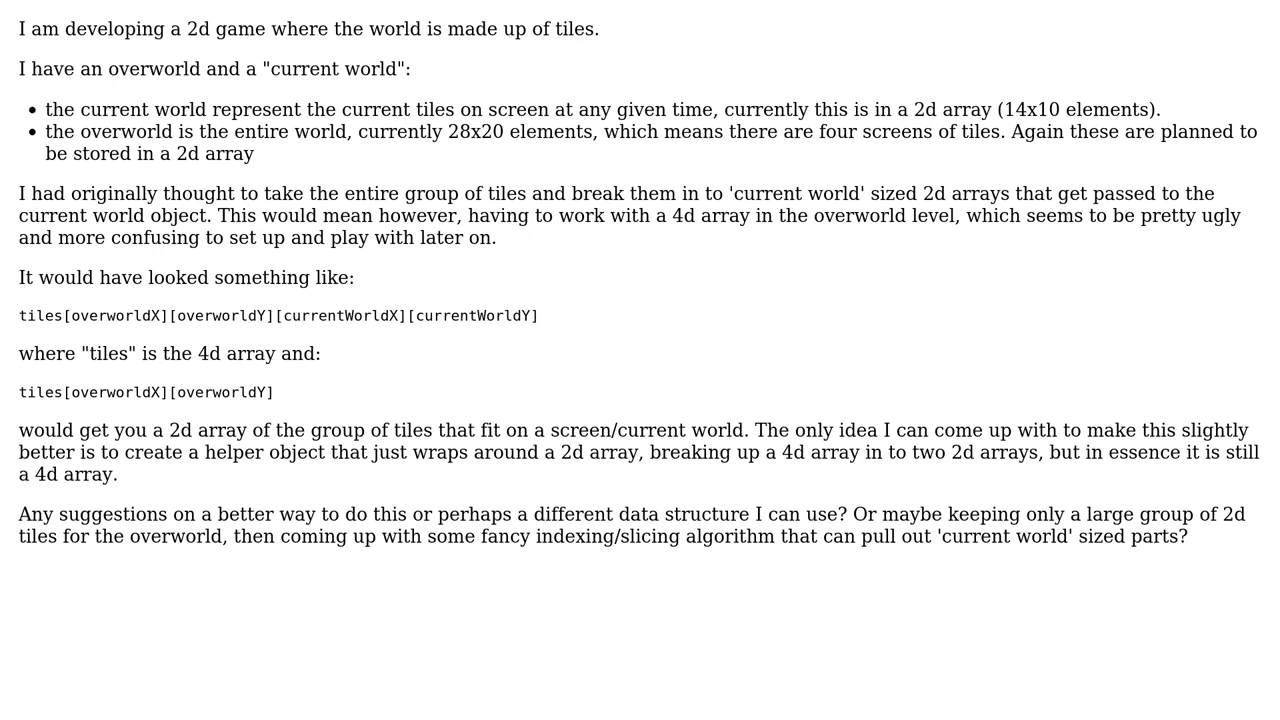 I am developing a 2d game where the world is made up of tiles.
I have an overworld and a "current world":
• the current world represent the current tiles on screen at any given time, currently this is in a 2d array (14x10 elements).
• the overworld is the entire world, currently 28x20 elements, which means there are four screens of tiles. Again these are planned to
be stored in a 2d array
I had originally thought to take the entire group of tiles and break them in to 'current world' sized 2d arrays that get passed to the
current world object. This would mean however, having to work with a 4d array in the overworld level, which seems to be pretty ugly
and more confusing to set up and play with later on.
It would have looked something like:
tiles[overworldX][overworldY][currentWorldX][currentWorldY]
where "tiles" is the 4d array and:
tiles[overworldX][overworldY]
would get you a 2d array of the group of tiles that fit on a screen/current world. The only idea I can come up with to make this slightly
better is to create a helper object that just wraps around a 2d array, breaking up a 4d array in to two 2d arrays, but in essence it is still
a 4d array.
Any suggestions on a better way to do this or perhaps a different data structure I can use? Or maybe keeping only a large group of 2d
tiles for the overworld, then coming up with some fancy indexing/slicing algorithm that can pull out 'current world' sized parts?